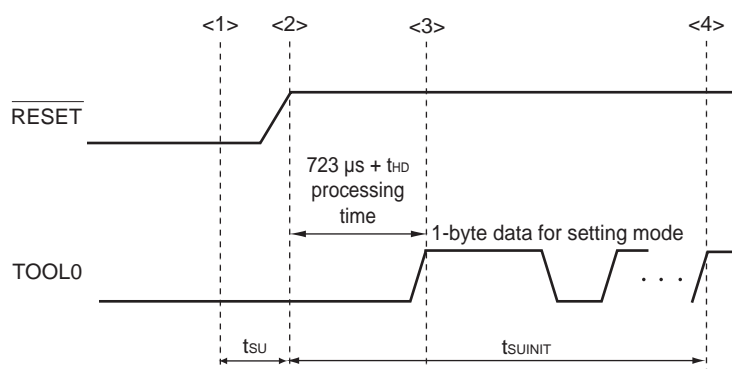 <1> <2> <3> <4>
RESET
723 µs + tHD
processing
time
1-byte data for setting mode
TOOL0
. . .
tSU tSUINIT